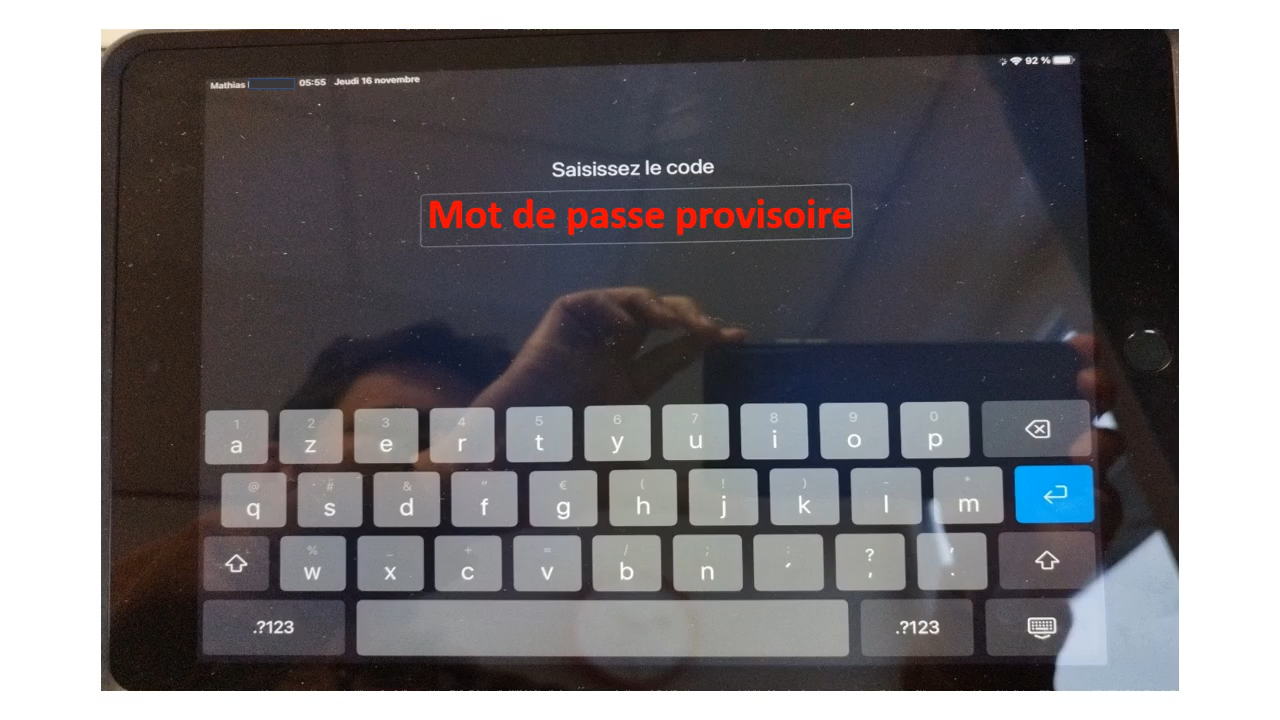 Mathias 05:55 Jeudi 16 novembre
92 %
Saisissez le code
Mot de passe provisoire
1 2 3 4 5 6 7 8 9 0
a z e r t y u i o p
@ # & " € ( ! ) - *
q s d f g h j k l m
% _ + = / ; : ? '
w x c v b n ´ , .
.?123 .?123